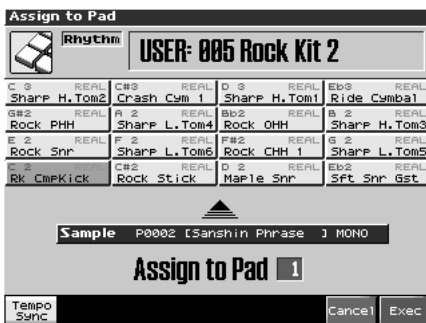 Assign to Pad
Rhythm
USER: 005 Rock Kit 2
C 3 REAL C#3 REAL D 3 REAL Eb3 REAL
Sharp H.Tom2 Crash Cym 1 Sharp H.Tom1 Ride Cymbal
G#2 REAL A 2 REAL Bb2 REAL B 2 REAL
Rock PHH Sharp L.Tom4 Rock OHH Sharp H.Tom3
E 2 REAL F 2 REAL F#2 REAL G 2 REAL
Rock Snr Sharp L.Tom6 Rock CHH 1 Sharp L.Tom5
C 2 REAL C#2 REAL D 2 REAL Eb2 REAL
Rk CmpKick Rock Stick Maple Snr Sft Snr Gst
Sample P0002 [Sanshin Phrase ] MONO
Assign to Pad 1
Tempo
Sync
Cancel Exec